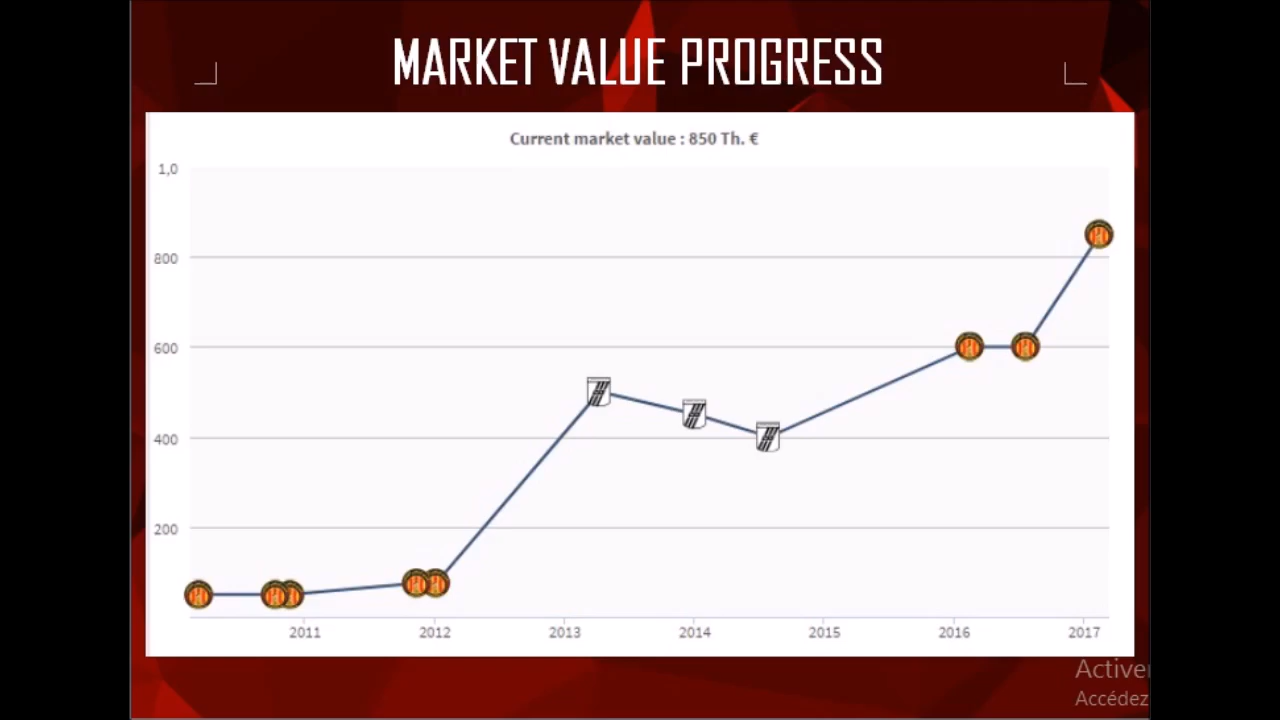 MARKET VALUE PROGRESS
Current market value : 850 Th. €
1,0
800
600
400
200
2011 2012 2013 2014 2015 2016 2017
Active
Accédez